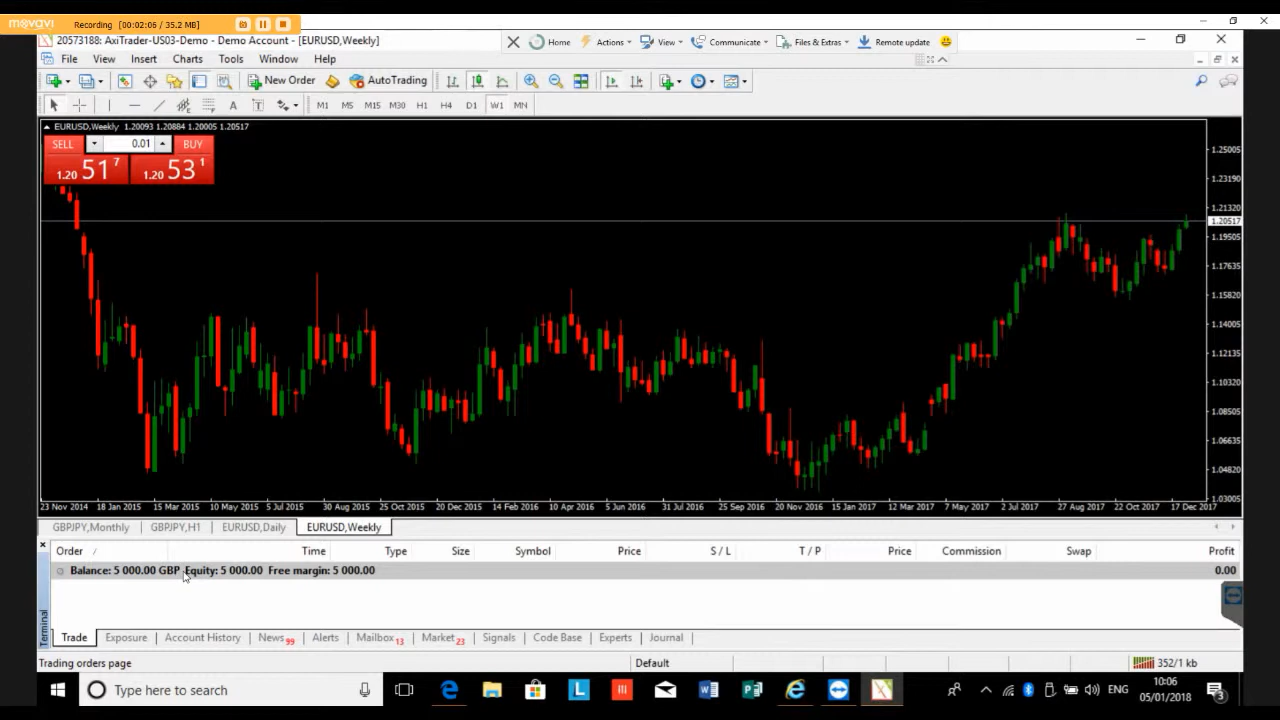 movavi Recording [00:02:06 / 35.2 MB]
20573188: AxiTrader-US03-Demo - Demo Account - [EURUSD,Weekly]
Home Actions View Communicate Files & Extras Remote update
File View Insert Charts Tools Window Help
New Order AutoTrading
A T M1 M5 M15 M30 H1 H4 D1 W1 MN
EURUSD,Weekly 1.20093 1.20884 1.20005 1.20517
SELL 0.01 BUY
1.20 51 7 1.20 53 1
1.25005
1.23190
1.21320
1.20517
1.19505
1.17635
1.15820
1.14005
1.12135
1.10320
1.08505
1.06635
1.04820
1.03005
23 Nov 2014 18 Jan 2015 15 Mar 2015 10 May 2015 5 Jul 2015 30 Aug 2015 25 Oct 2015 20 Dec 2015 14 Feb 2016 10 Apr 2016 5 Jun 2016 31 Jul 2016 25 Sep 2016 20 Nov 2016 15 Jan 2017 12 Mar 2017 7 May 2017 2 Jul 2017 27 Aug 2017 22 Oct 2017 17 Dec 2017
GBPJPY,Monthly GBPJPY,H1 EURUSD,Daily EURUSD,Weekly
Order / Time Type Size Symbol Price S / L T / P Price Commission Swap Profit
Balance: 5 000.00 GBP Equity: 5 000.00 Free margin: 5 000.00 0.00
Terminal
Trade Exposure Account History News 99 Alerts Mailbox 13 Market 23 Signals Code Base Experts Journal
Trading orders page Default 352/1 kb
Type here to search L ENG 10:06
05/01/2018 3